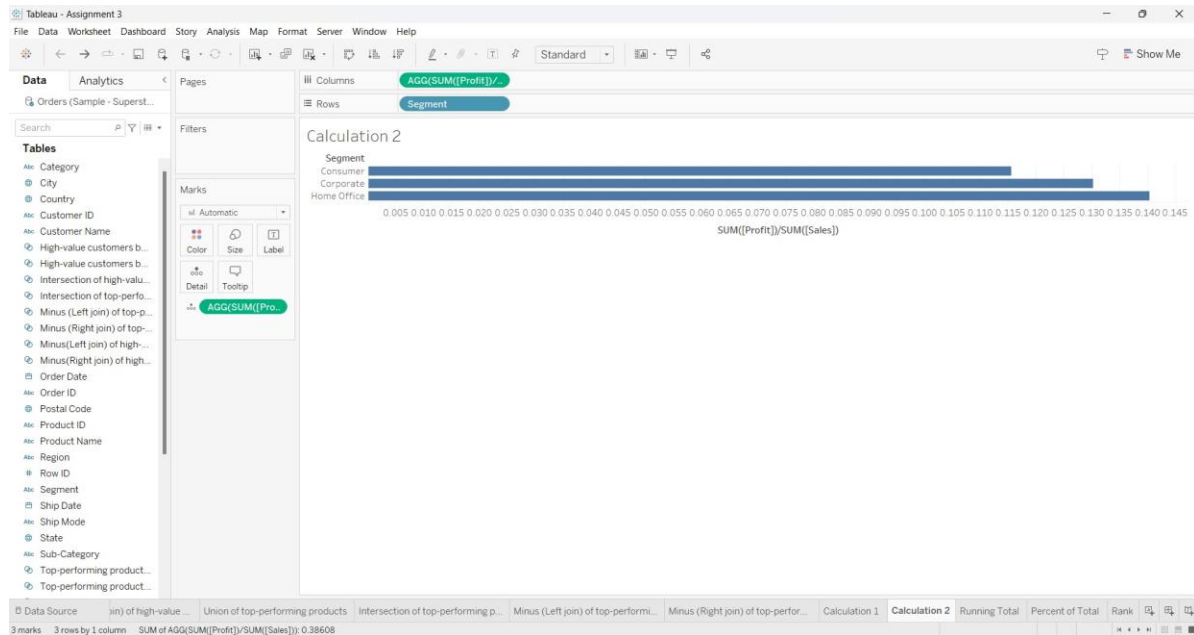 Tableau - Assignment 3
File Data Worksheet Dashboard Story Analysis Map Format Server Window Help
Standard
Show Me
Data Analytics
Pages
Columns AGG(SUM([Profit])/..
Orders (Sample - Superst...
Rows Segment
Search
Filters
Calculation 2
Tables
Abc Category
City
Country
Abc Customer ID
Abc Customer Name
High-value customers b...
High-value customers b...
Intersection of high-valu...
Intersection of top-perfo...
Minus (Left join) of top-p...
Minus (Right join) of top-...
Minus(Left join) of high-...
Minus(Right join) of high...
Order Date
Abc Order ID
Postal Code
Abc Product ID
Abc Product Name
Abc Region
# Row ID
Abc Segment
Ship Date
Abc Ship Mode
State
Abc Sub-Category
Top-performing product...
Top-performing product...
Marks
Automatic
Color Size Label
Detail Tooltip
AGG(SUM([Pro..
Segment
Consumer
Corporate
Home Office
0.005 0.010 0.015 0.020 0.025 0.030 0.035 0.040 0.045 0.050 0.055 0.060 0.065 0.070 0.075 0.080 0.085 0.090 0.095 0.100 0.105 0.110 0.115 0.120 0.125 0.130 0.135 0.140 0.145
SUM([Profit])/SUM([Sales])
Data Source oin) of high-value ... Union of top-performing products Intersection of top-performing p... Minus (Left join) of top-performi... Minus (Right join) of top-perfor... Calculation 1 Calculation 2 Running Total Percent of Total Rank
3 marks 3 rows by 1 column SUM of AGG(SUM([Profit])/SUM([Sales])): 0.38608